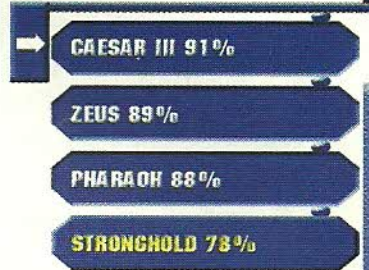 CAESAR III 91%
ZEUS 89%
PHARAOH 88%
STRONGHOLD 78%